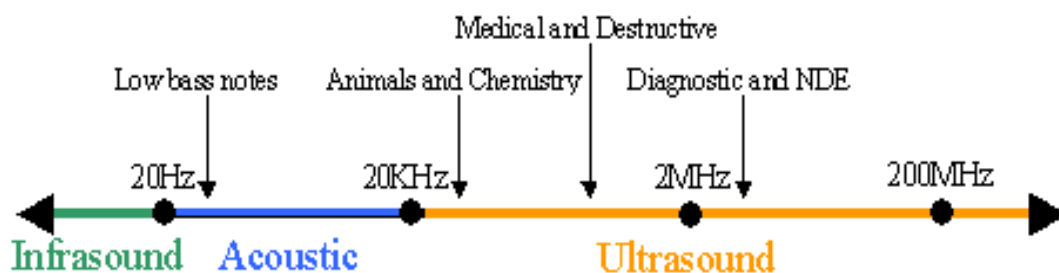 Medical and Destructive
Low bass notes Animals and Chemistry Diagnostic and NDE
20Hz 20KHz 2MHz 200MHz
Infrasound Acoustic Ultrasound